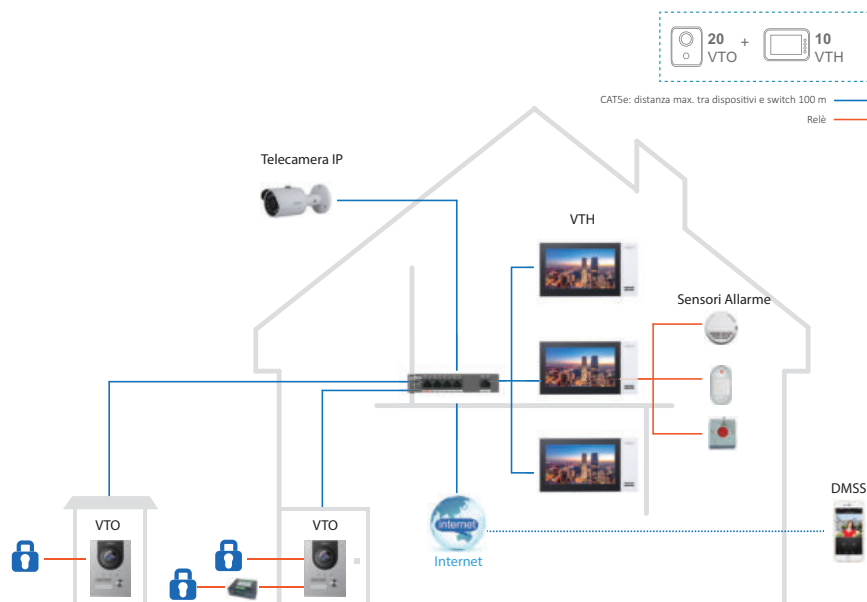 20 + 10
VTO VTH
CAT5e: distanza max. tra dispositivi e switch 100 m
Relè
Telecamera IP
VTH
Sensori Allarme
DMSS
VTO
VTO
internet
Internet